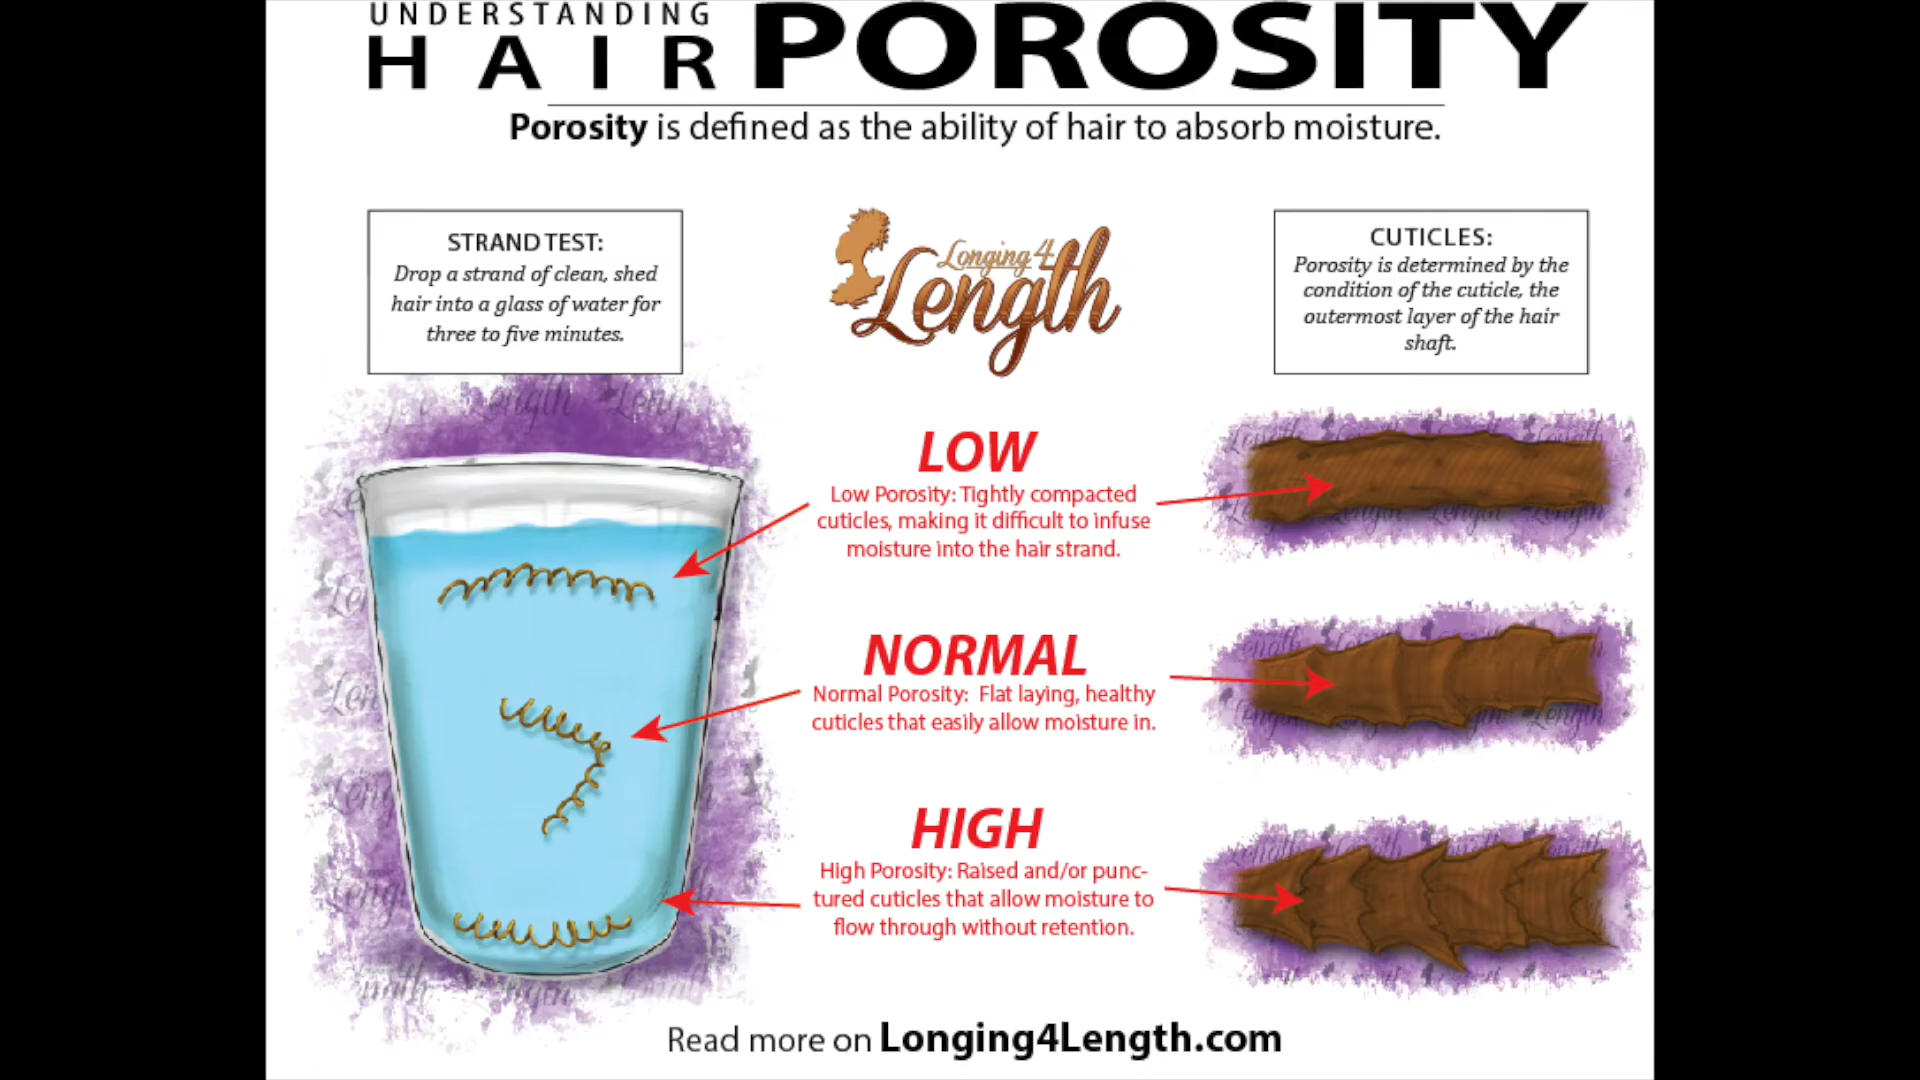 UNDERSTANDING
HAIR POROSITY
Porosity is defined as the ability of hair to absorb moisture.
STRAND TEST:
Drop a strand of clean, shed
hair into a glass of water for
three to five minutes.
Longing 4
Length
CUTICLES:
Porosity is determined by the
condition of the cuticle, the
outermost layer of the hair
shaft.
LOW
Low Porosity: Tightly compacted
cuticles, making it difficult to infuse
moisture into the hair strand.
NORMAL
Normal Porosity: Flat laying, healthy
cuticles that easily allow moisture in.
HIGH
High Porosity: Raised and/or punc-
tured cuticles that allow moisture to
flow through without retention.
Read more on Longing4Length.com